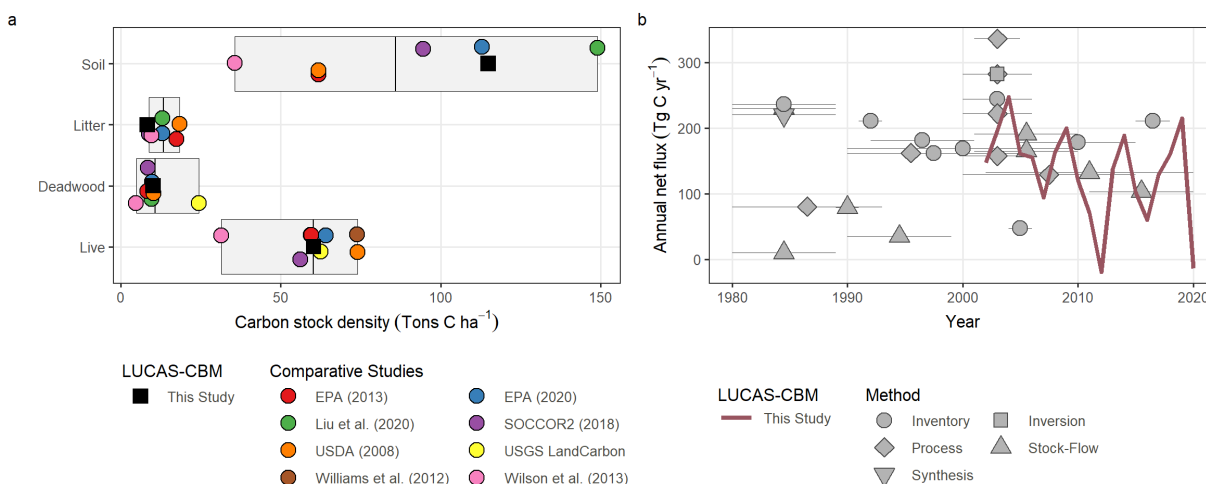 a
Soil
Litter
Deadwood
Live
0 50 100 150
Carbon stock density (Tons C ha⁻¹)
LUCAS-CBM
This Study
Comparative Studies
EPA (2013) EPA (2020)
Liu et al. (2020) SOCCOR2 (2018)
USDA (2008) USGS LandCarbon
Williams et al. (2012) Wilson et al. (2013)
b
Annual net flux (Tg C yr⁻¹)
300
200
100
0
1980 1990 2000 2010 2020
Year
LUCAS-CBM
This Study
Method
Inventory Inversion
Process Stock-Flow
Synthesis